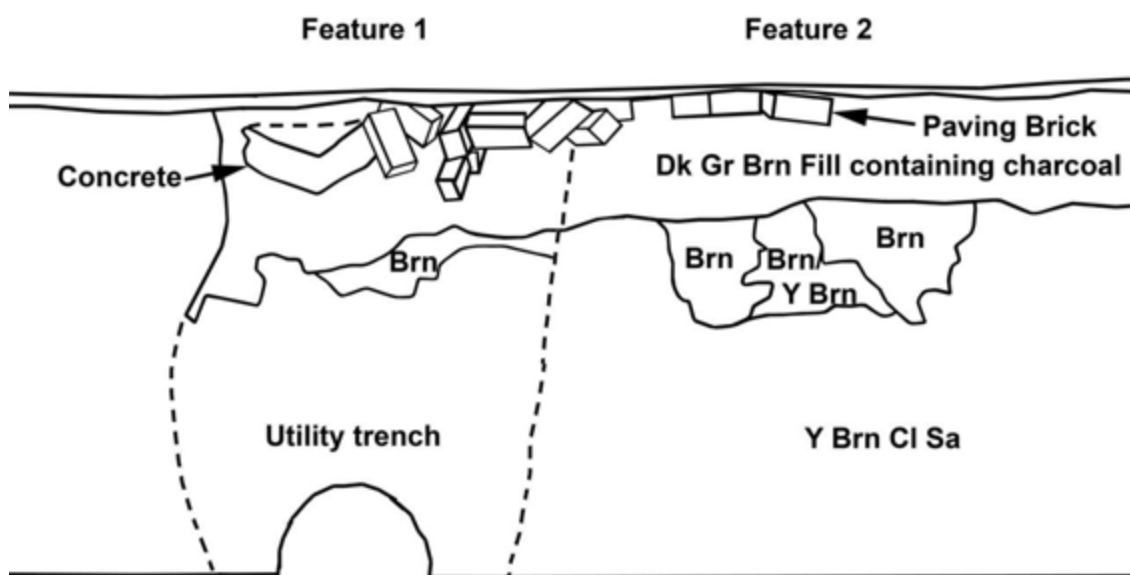 Feature 1
Feature 2
Paving Brick
Concrete
Dk Gr Brn Fill containing charcoal
Brn
Brn
Brn
Brn
Y Brn
Utility trench
Y Brn Cl Sa